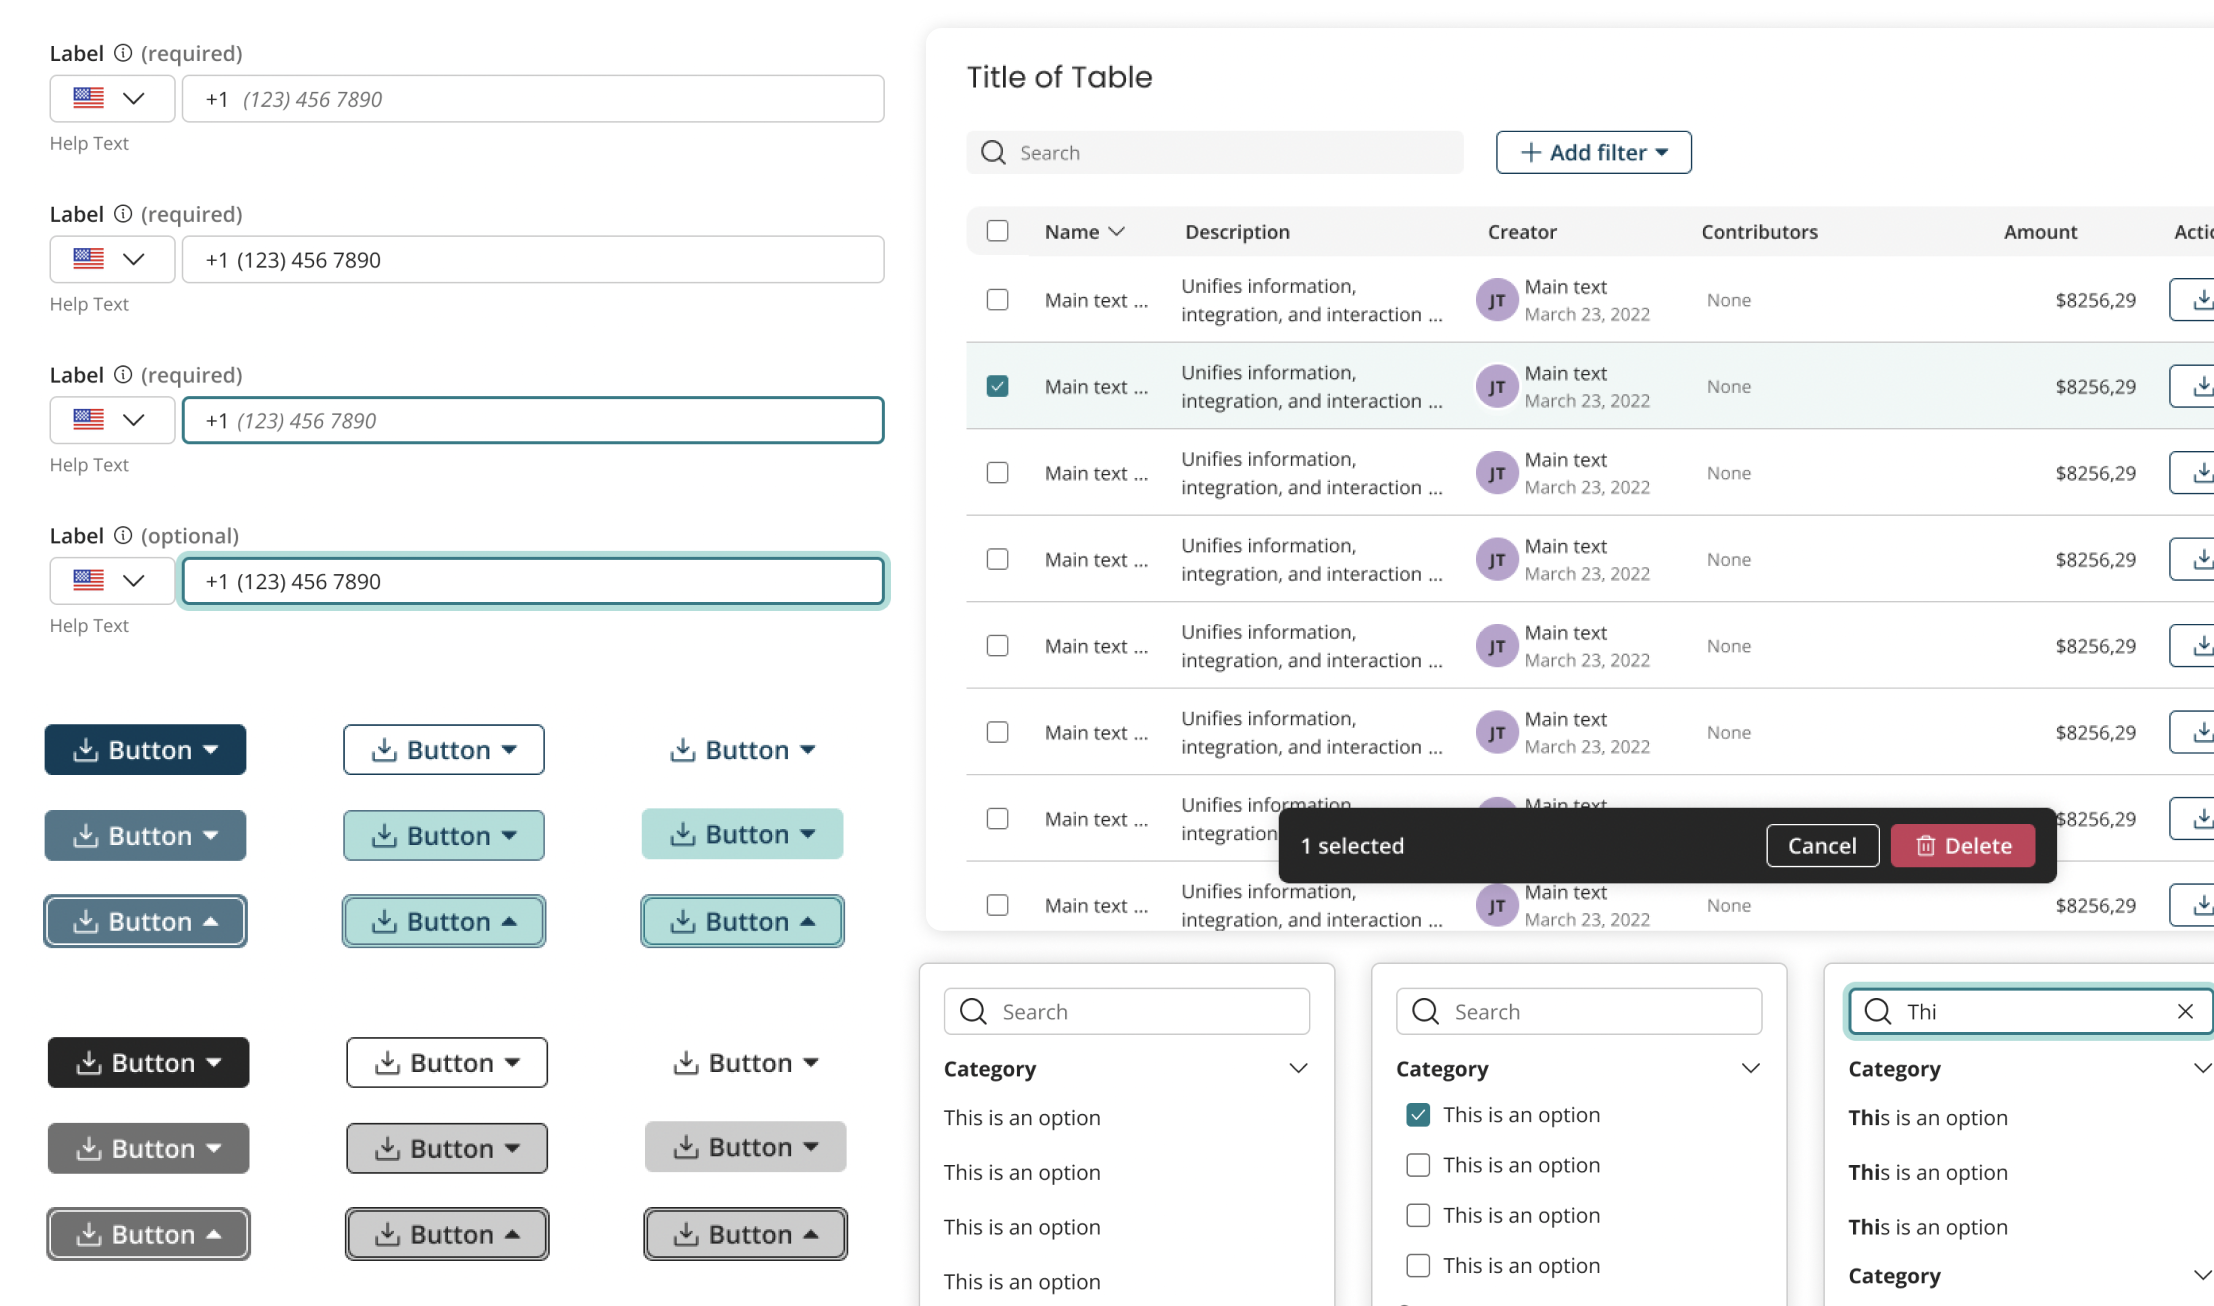 Label (required)
+1 (123) 456 7890
Help Text
Label (required)
+1 (123) 456 7890
Help Text
Label (required)
+1 (123) 456 7890
Help Text
Label (optional)
+1 (123) 456 7890
Help Text
Button Button Button
Button Button Button
Button Button Button
Button Button Button
Button Button Button
Button Button Button
Title of Table
Search
Add filter
Name Description Creator Contributors Amount
Main text ... Unifies information, integration, and interaction ... JT Main text March 23, 2022 None $8256,29
Main text ... Unifies information, integration, and interaction ... JT Main text March 23, 2022 None $8256,29
Main text ... Unifies information, integration, and interaction ... JT Main text March 23, 2022 None $8256,29
Main text ... Unifies information, integration, and interaction ... JT Main text March 23, 2022 None $8256,29
Main text ... Unifies information, integration, and interaction ... JT Main text March 23, 2022 None $8256,29
Main text ... Unifies information, integration, and interaction ... JT Main text March 23, 2022 None $8256,29
Main text ... Unifies information, integration Main text $8256,29
1 selected Cancel Delete
Main text ... Unifies information, integration, and interaction ... JT Main text March 23, 2022 None $8256,29
Search
Category
This is an option
This is an option
This is an option
This is an option
Search
Category
This is an option
This is an option
This is an option
This is an option
Thi
Category
This is an option
This is an option
This is an option
Category